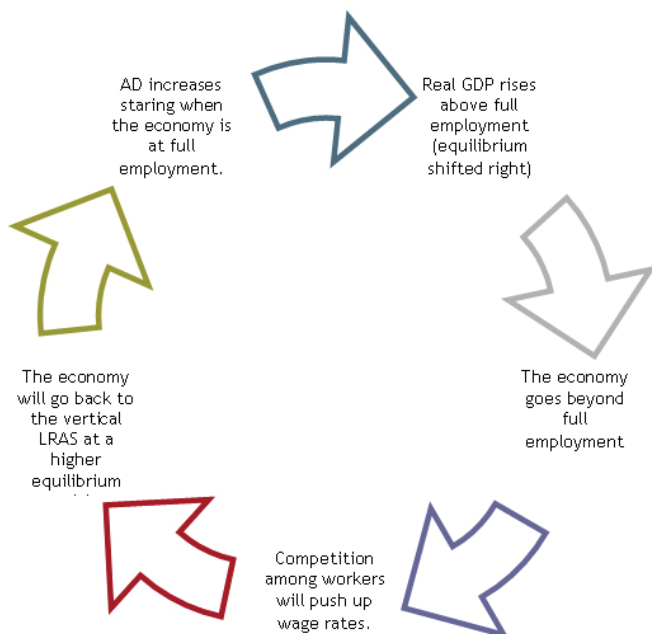 AD increases
staring when
the economy is
at full
employment.
Real GDP rises
above full
employment
(equilibrium
shifted right)
The economy
goes beyond
full
employment
Competition
among workers
will push up
wage rates.
The economy
will go back to
the vertical
LRAS at a
higher
equilibrium